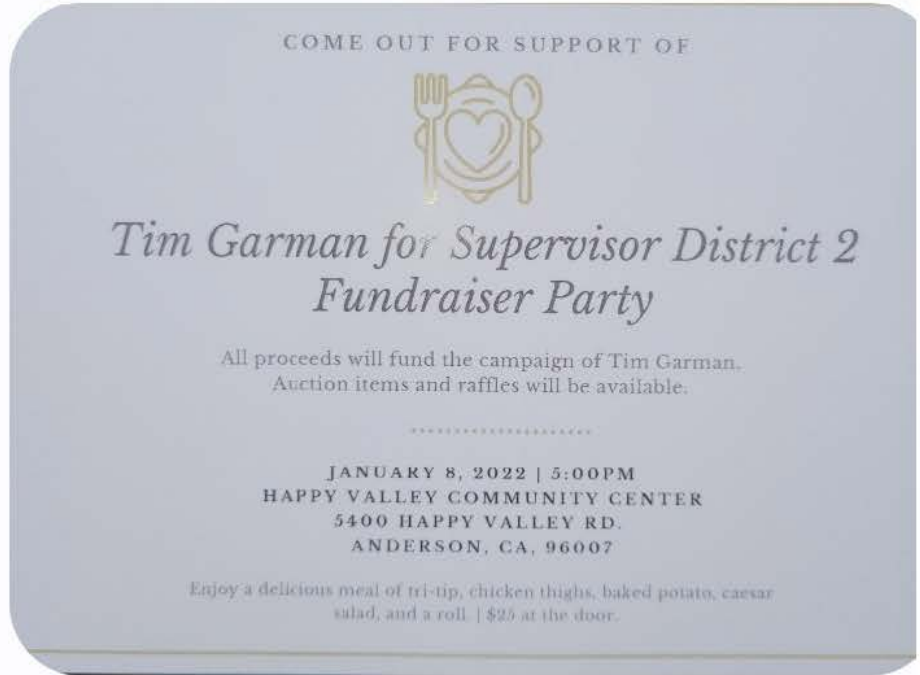 COME OUT FOR SUPPORT OF
Tim Garman for Supervisor District 2
Fundraiser Party
All proceeds will fund the campaign of Tim Garman.
Auction items and raffles will be available.
JANUARY 8, 2022 | 5:00PM
HAPPY VALLEY COMMUNITY CENTER
5400 HAPPY VALLEY RD.
ANDERSON, CA, 96007
Enjoy a delicious meal of tri-tip, chicken thighs, baked potato, caesar
salad, and a roll. | $25 at the door.